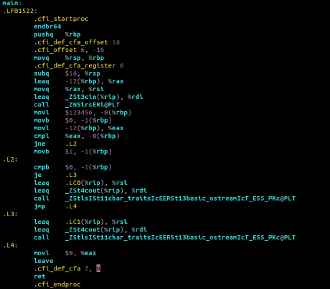 main:
.LFB1522:
.cfi_startproc
endbr64
pushq %rbp
.cfi_def_cfa_offset 16
.cfi_offset 6, -16
movq %rsp, %rbp
.cfi_def_cfa_register 6
subq $16, %rsp
leaq -12(%rbp), %rax
movq %rax, %rsi
leaq _ZSt3cin(%rip), %rdi
call _ZNSirsERi@PLT
movl $123456, -8(%rbp)
movb $0, -1(%rbp)
movl -12(%rbp), %eax
cmpl %eax, -8(%rbp)
jne .L2
movb $1, -1(%rbp)
.L2:
cmpb $0, -1(%rbp)
je .L3
leaq .LC0(%rip), %rsi
leaq _ZSt4cout(%rip), %rdi
call _ZStlsISt11char_traitsIcEERSt13basic_ostreamIcT_ES5_PKc@PLT
jmp .L4
.L3:
leaq .LC1(%rip), %rsi
leaq _ZSt4cout(%rip), %rdi
call _ZStlsISt11char_traitsIcEERSt13basic_ostreamIcT_ES5_PKc@PLT
.L4:
movl $0, %eax
leave
.cfi_def_cfa 7, 8
ret
.cfi_endproc